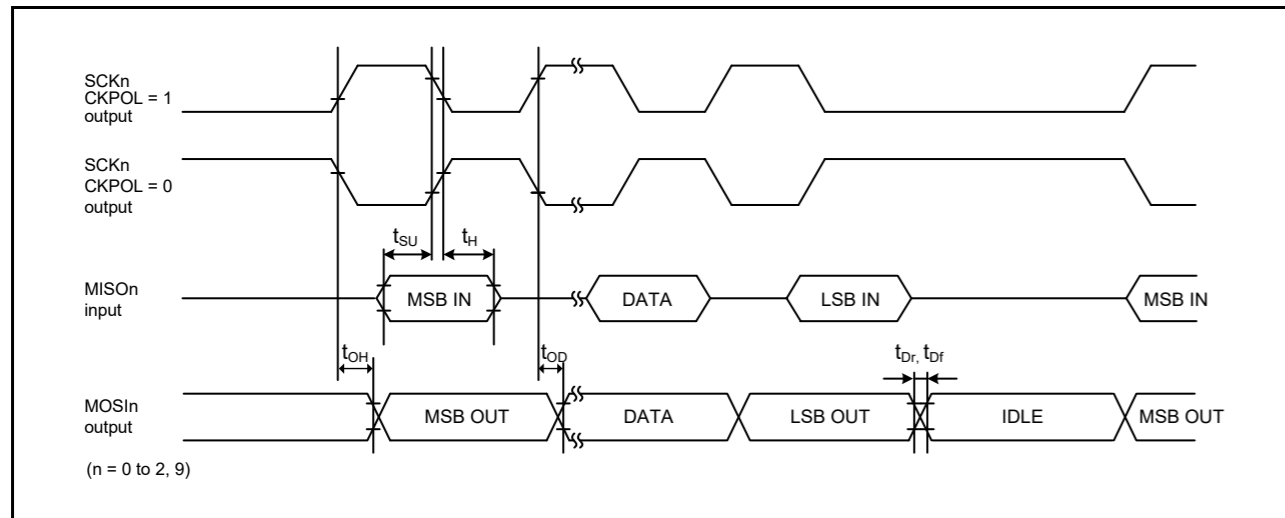 SCKn
CKPOL = 1
output
SCKn
CKPOL = 0
output
tSU
tH
MISOn
input
MSB IN
DATA
LSB IN
MSB IN
tOH
tOD
tDr, tDf
MOSIn
output
MSB OUT
DATA
LSB OUT
IDLE
MSB OUT
(n = 0 to 2, 9)